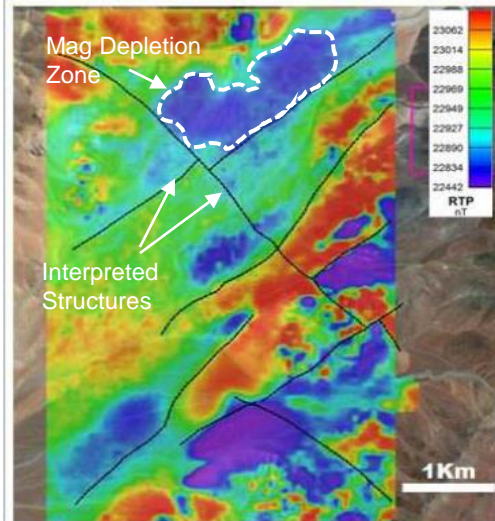 Mag Depletion
Zone
Interpreted
Structures
23062
23014
22988
22969
22949
22927
22890
22834
22442
RTP
nT
1Km